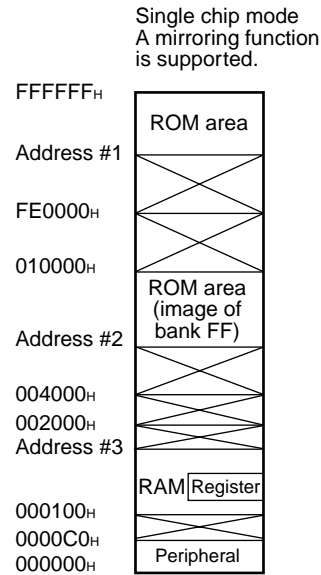 Single chip mode
A mirroring function
is supported.
FFFFFFH
ROM area
Address #1
FE0000H
010000H
ROM area
(image of
bank FF)
Address #2
004000H
002000H
Address #3
RAM Register
000100H
0000C0H
Peripheral
000000H